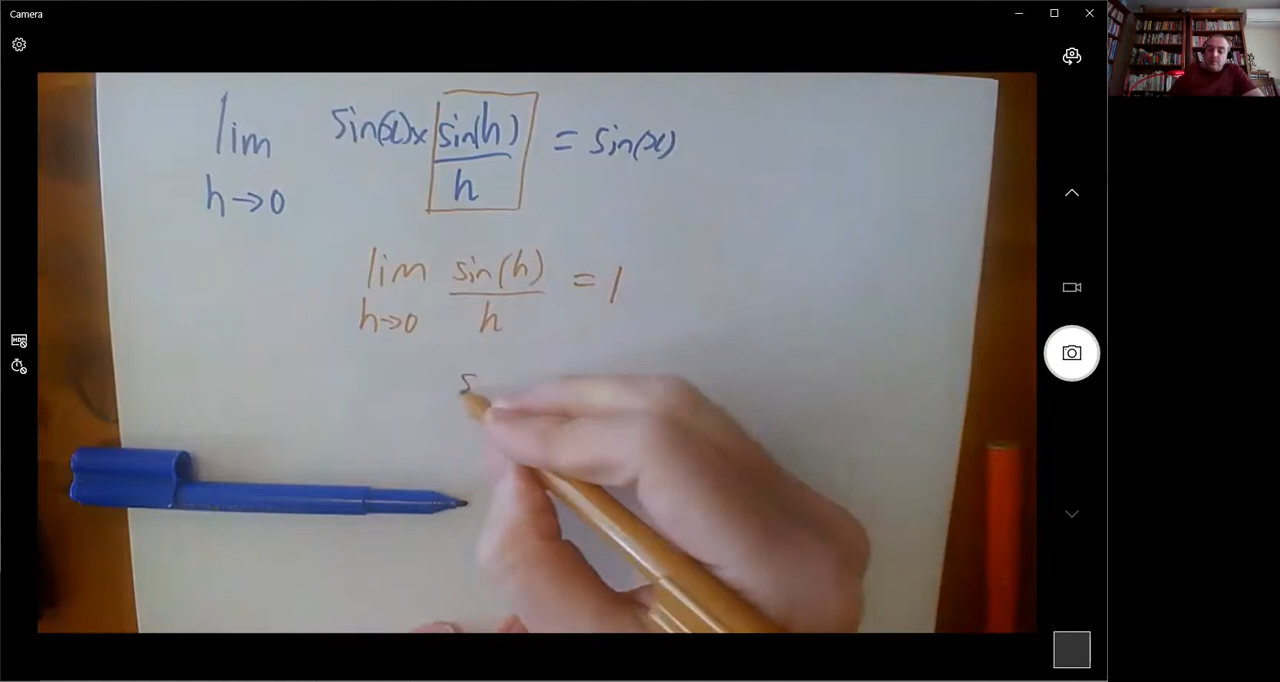 Camera
lim sin(x)× sin(h) = sin(x)
h→0 h
lim sin(h) = 1
h→0 h
s